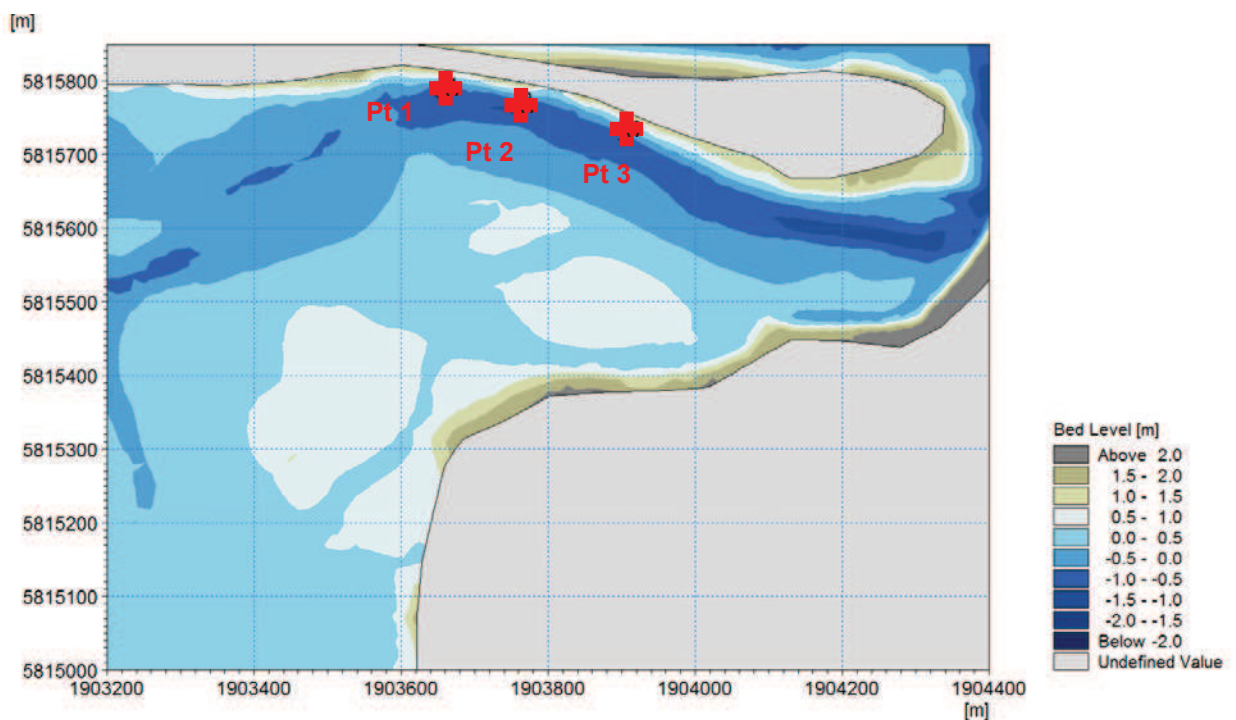 [m]
5815800
Pt 1
Pt 2
5815700
Pt 3
5815600
5815500
5815400
5815300
5815200
5815100
5815000
1903200 1903400 1903600 1903800 1904000 1904200 1904400
[m]
Bed Level [m]
Above 2.0
1.5 - 2.0
1.0 - 1.5
0.5 - 1.0
0.0 - 0.5
-0.5 - 0.0
-1.0 - -0.5
-1.5 - -1.0
-2.0 - -1.5
Below -2.0
Undefined Value